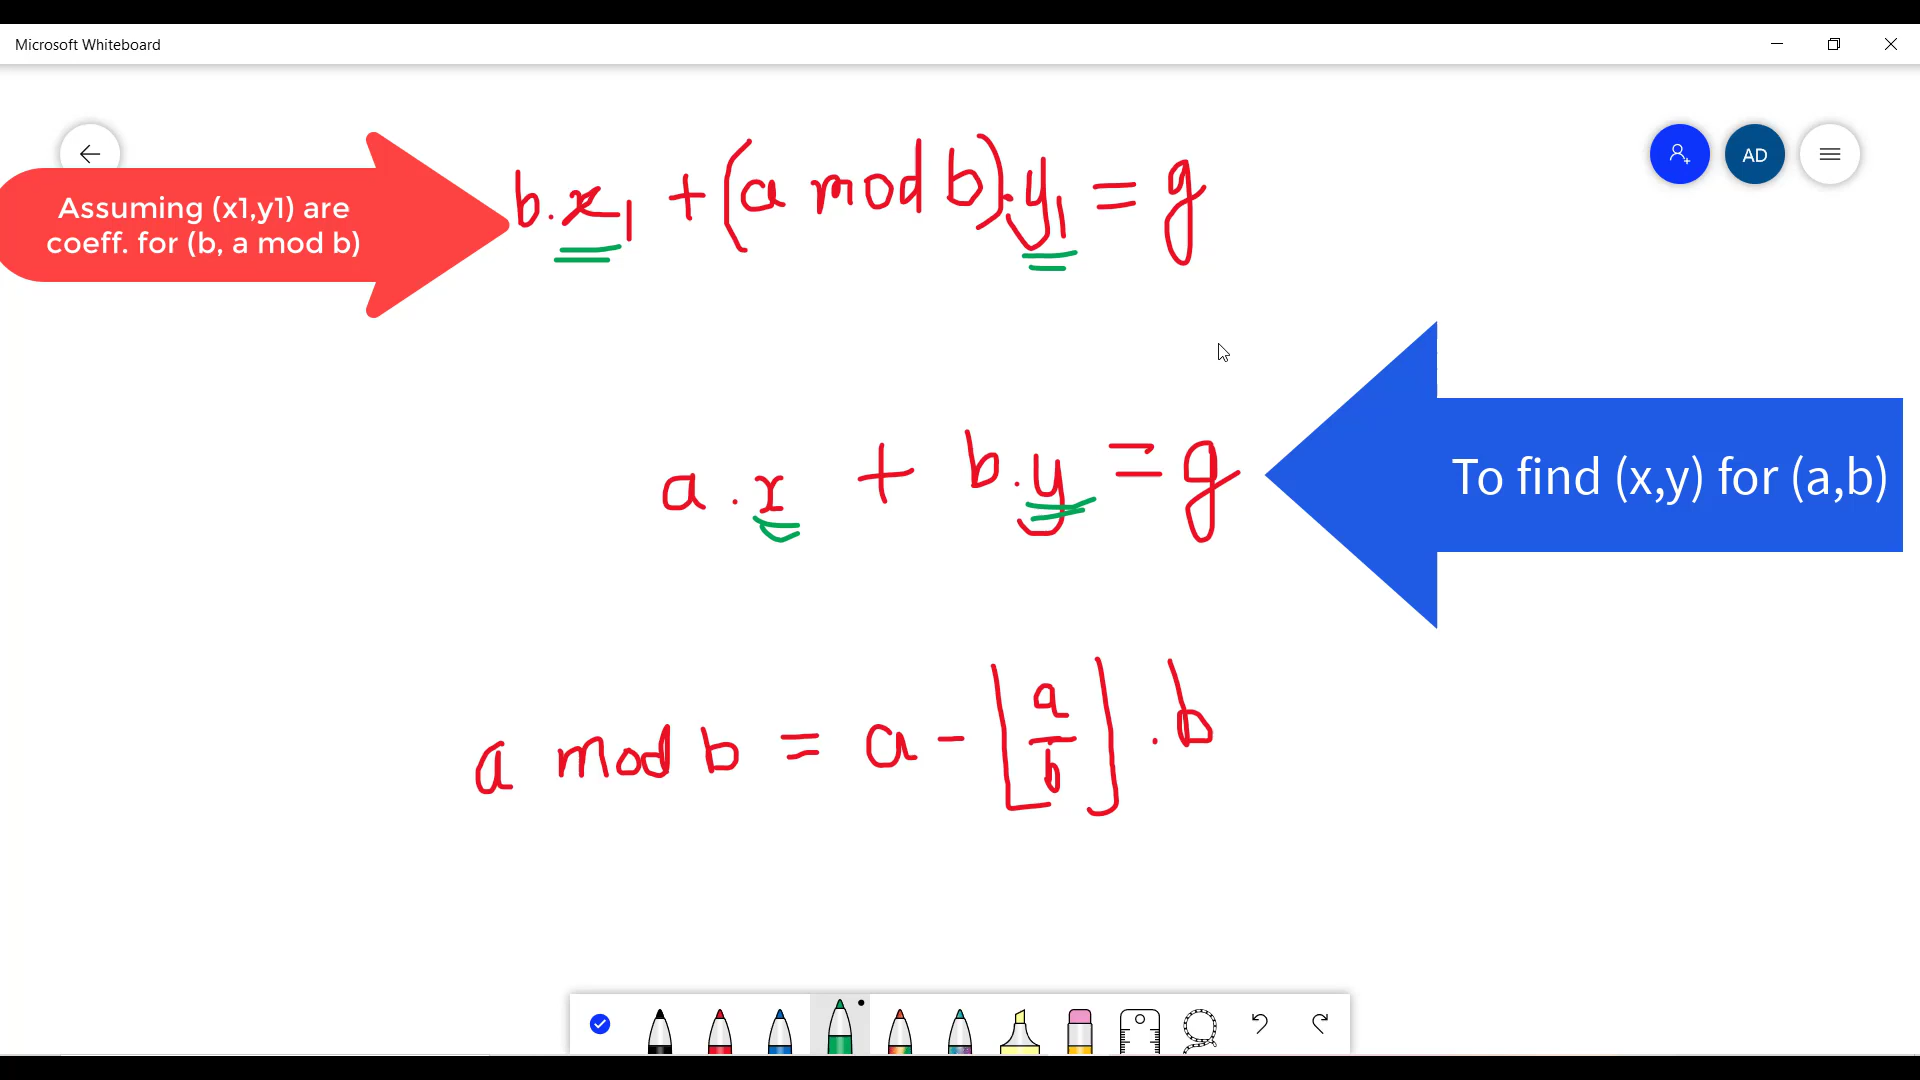 Microsoft Whiteboard
Assuming (x1,y1) are
coeff. for (b, a mod b)
b.x₁ + (a mod b).y₁ = g
AD
a.x + b.y = g
To find (x,y) for (a,b)
a mod b = a - ⌊a/b⌋.b